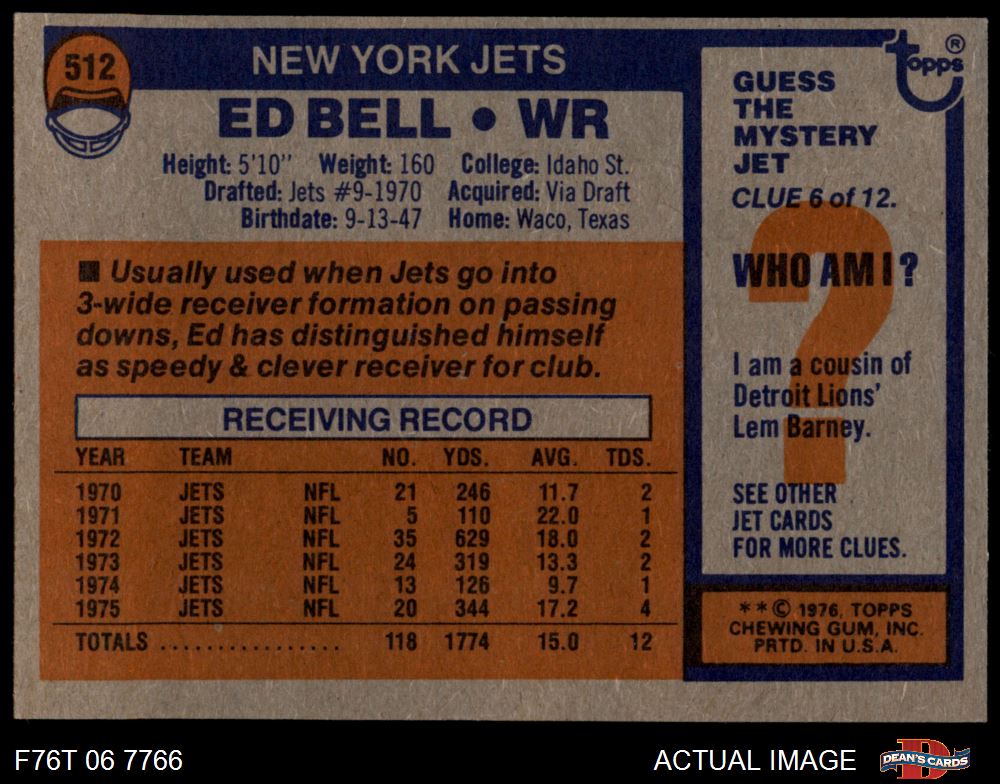 512
NEW YORK JETS
ED BELL • WR
Height: 5'10" Weight: 160 College: Idaho St.
Drafted: Jets #9-1970 Acquired: Via Draft
Birthdate: 9-13-47 Home: Waco, Texas
■ Usually used when Jets go into
3-wide receiver formation on passing
downs, Ed has distinguished himself
as speedy & clever receiver for club.
RECEIVING RECORD
YEAR TEAM NO. YDS. AVG. TDS.
1970 JETS NFL 21 246 11.7 2
1971 JETS NFL 5 110 22.0 1
1972 JETS NFL 35 629 18.0 2
1973 JETS NFL 24 319 13.3 2
1974 JETS NFL 13 126 9.7 1
1975 JETS NFL 20 344 17.2 4
TOTALS ................ 118 1774 15.0 12
topps ®
GUESS
THE
MYSTERY
JET
CLUE 6 of 12.
?
WHO AM I?
I am a cousin of
Detroit Lions'
Lem Barney.
SEE OTHER
JET CARDS
FOR MORE CLUES.
**© 1976, TOPPS
CHEWING GUM, INC.
PRTD. IN U.S.A.
F76T 06 7766
ACTUAL IMAGE
D
DEAN'S CARDS